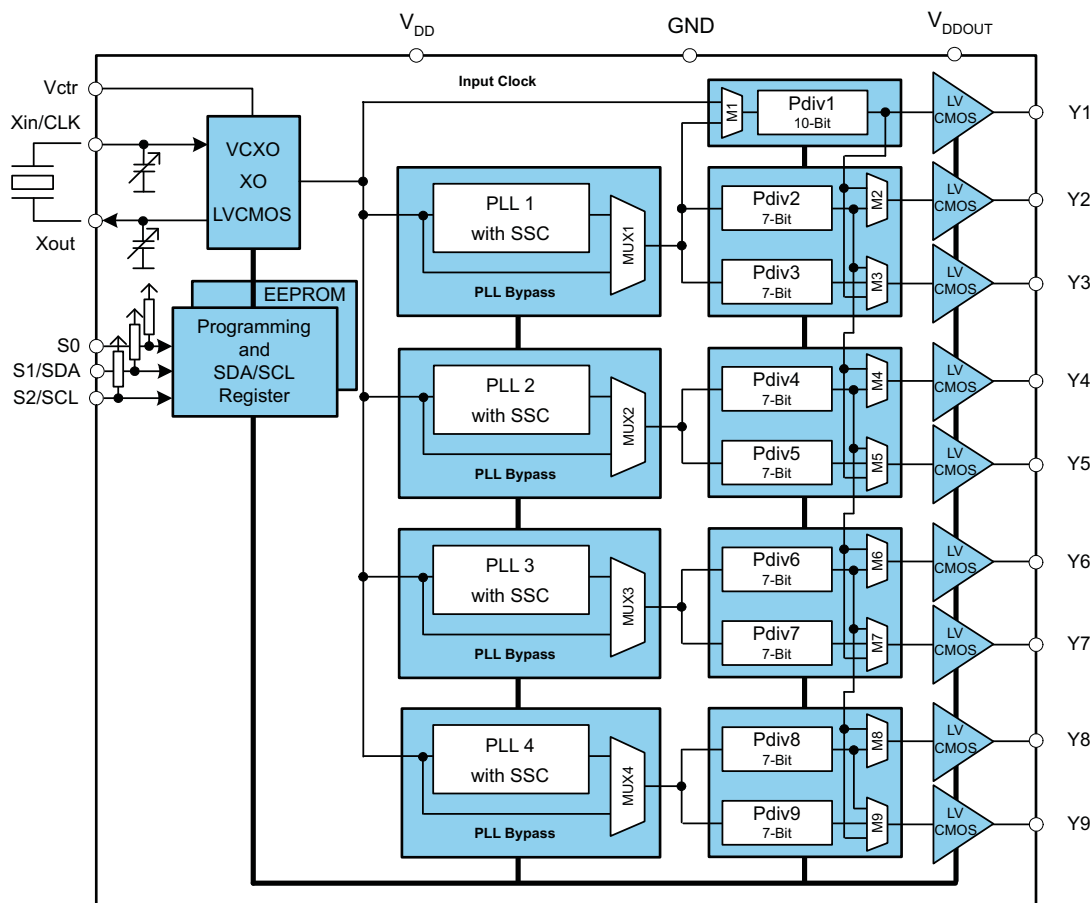 V_DD
GND
V_DDOUT
Vctr
Xin/CLK
Xout
S0
S1/SDA
S2/SCL
VCXO
XO
LVCMOS
EEPROM
Programming
and
SDA/SCL
Register
Input Clock
PLL 1
with SSC
MUX1
PLL Bypass
PLL 2
with SSC
MUX2
PLL Bypass
PLL 3
with SSC
MUX3
PLL Bypass
PLL 4
with SSC
MUX4
PLL Bypass
M1
Pdiv1
10-Bit
LV
CMOS
Y1
Pdiv2
7-Bit
M2
LV
CMOS
Y2
Pdiv3
7-Bit
M3
LV
CMOS
Y3
Pdiv4
7-Bit
M4
LV
CMOS
Y4
Pdiv5
7-Bit
M5
LV
CMOS
Y5
Pdiv6
7-Bit
M6
LV
CMOS
Y6
Pdiv7
7-Bit
M7
LV
CMOS
Y7
Pdiv8
7-Bit
M8
LV
CMOS
Y8
Pdiv9
7-Bit
M9
LV
CMOS
Y9